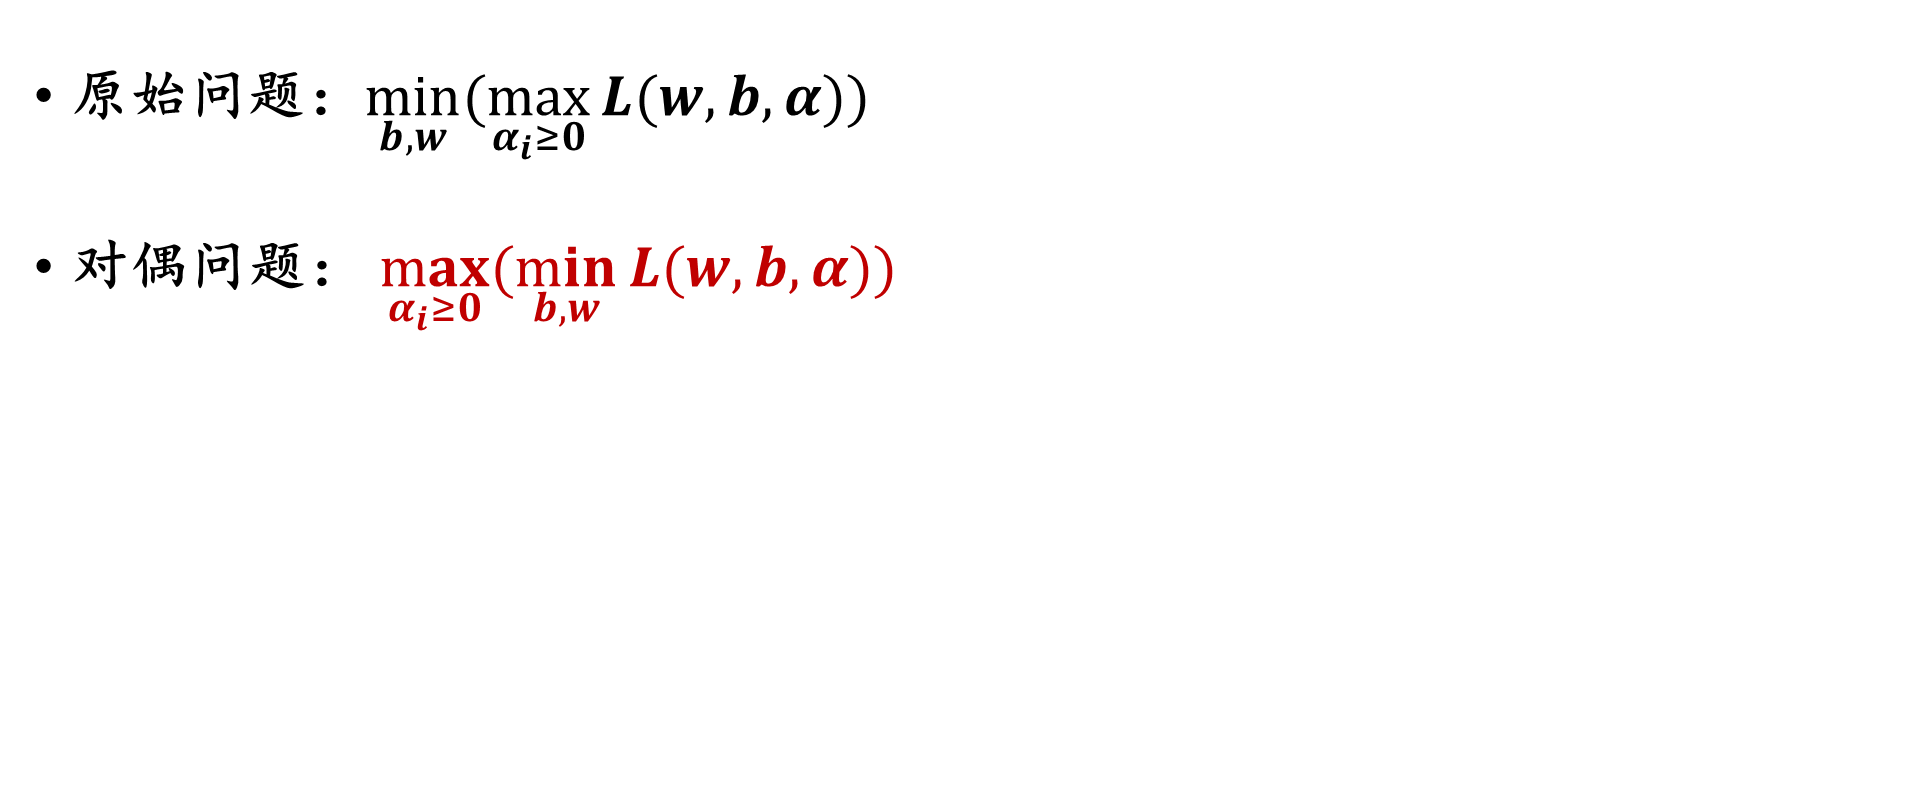 • 原始问题： min_{b,w}(max_{α_i≥0} L(w, b, α))
• 对偶问题： max_{α_i≥0}(min_{b,w} L(w, b, α))